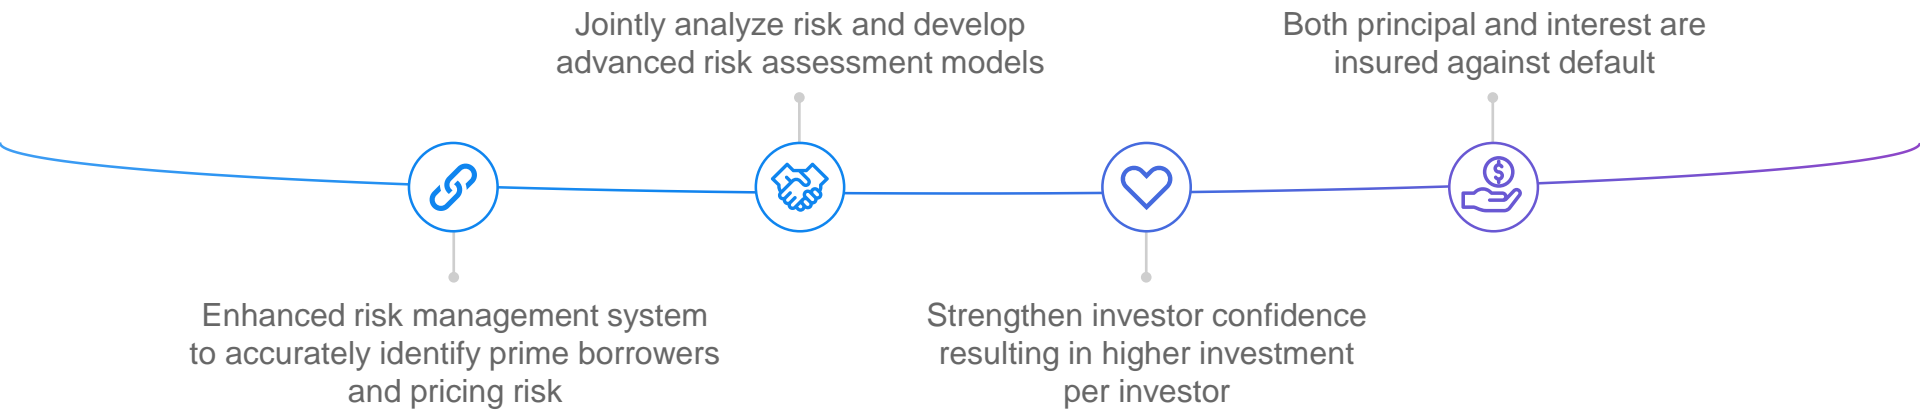 Jointly analyze risk and develop
advanced risk assessment models
Both principal and interest are
insured against default
Enhanced risk management system
to accurately identify prime borrowers
and pricing risk
Strengthen investor confidence
resulting in higher investment
per investor